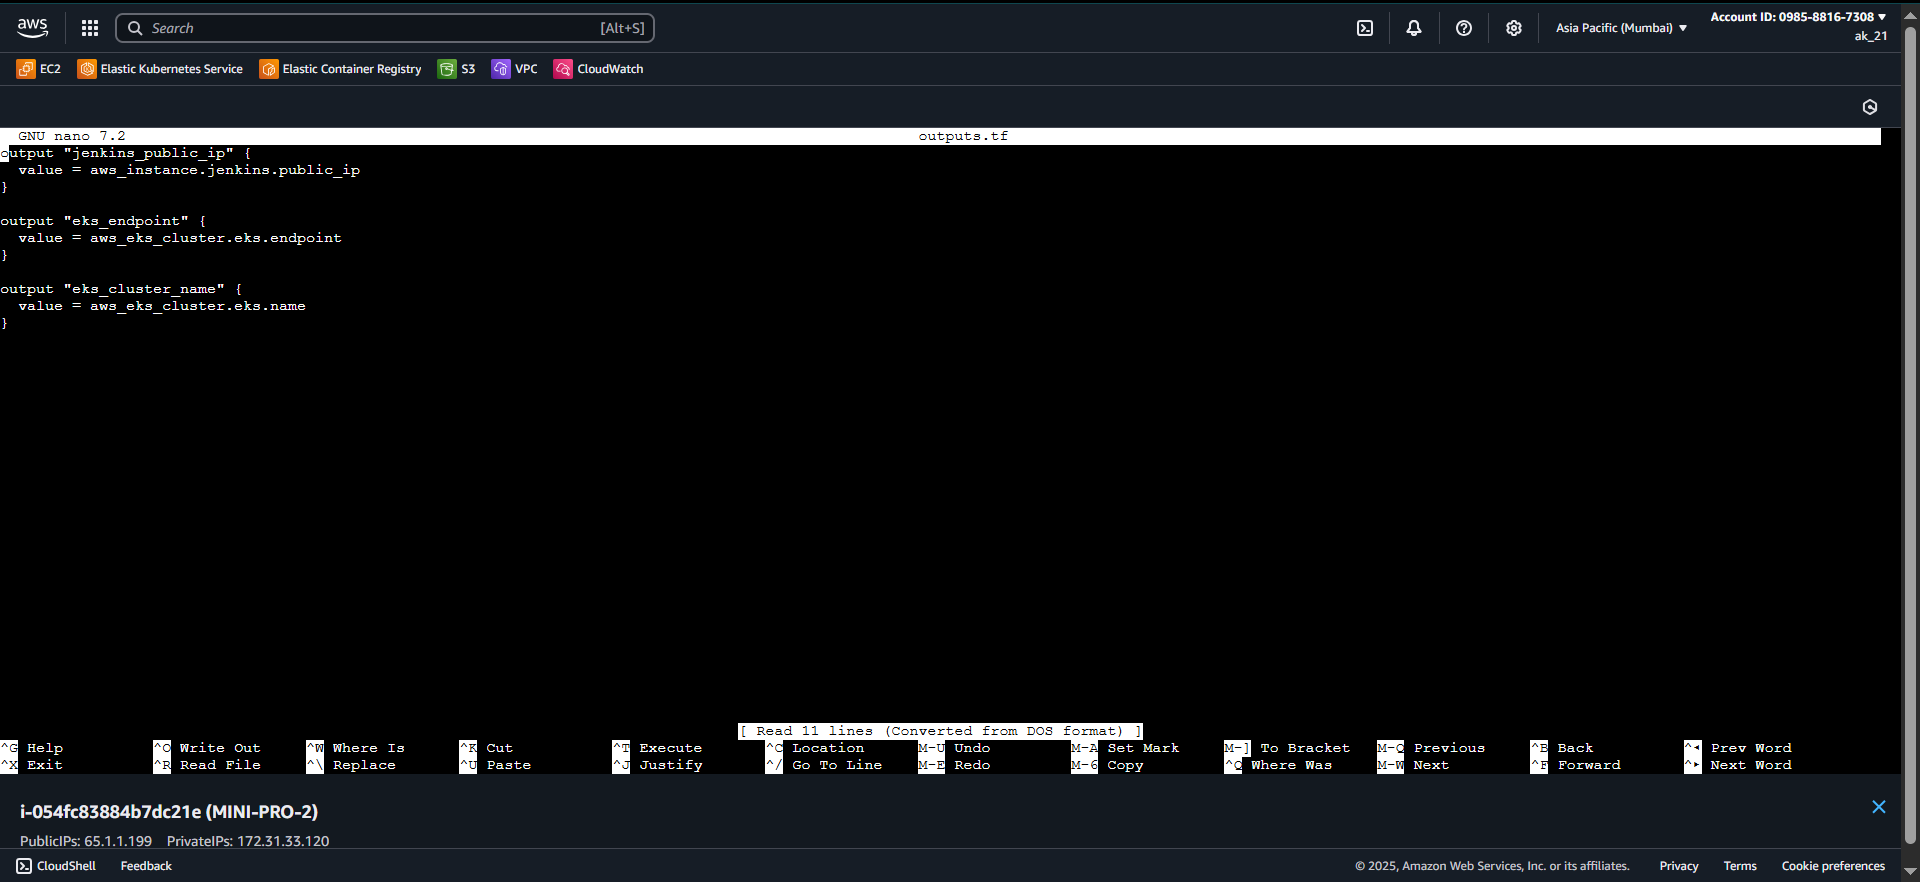 aws
Search [Alt+S]
Asia Pacific (Mumbai)
Account ID: 0985-8816-7308
ak_21
EC2 Elastic Kubernetes Service Elastic Container Registry S3 VPC CloudWatch
GNU nano 7.2 outputs.tf
output "jenkins_public_ip" {
value = aws_instance.jenkins.public_ip
}
output "eks_endpoint" {
value = aws_eks_cluster.eks.endpoint
}
output "eks_cluster_name" {
value = aws_eks_cluster.eks.name
}
[ Read 11 lines (Converted from DOS format) ]
^G Help ^O Write Out ^W Where Is ^K Cut ^T Execute ^C Location M-U Undo M-A Set Mark M-] To Bracket M-Q Previous ^B Back ^◂ Prev Word
^X Exit ^R Read File ^\ Replace ^U Paste ^J Justify ^/ Go To Line M-E Redo M-6 Copy ^Q Where Was M-W Next ^F Forward ^▸ Next Word
i-054fc83884b7dc21e (MINI-PRO-2)
PublicIPs: 65.1.1.199 PrivateIPs: 172.31.33.120
CloudShell Feedback © 2025, Amazon Web Services, Inc. or its affiliates. Privacy Terms Cookie preferences